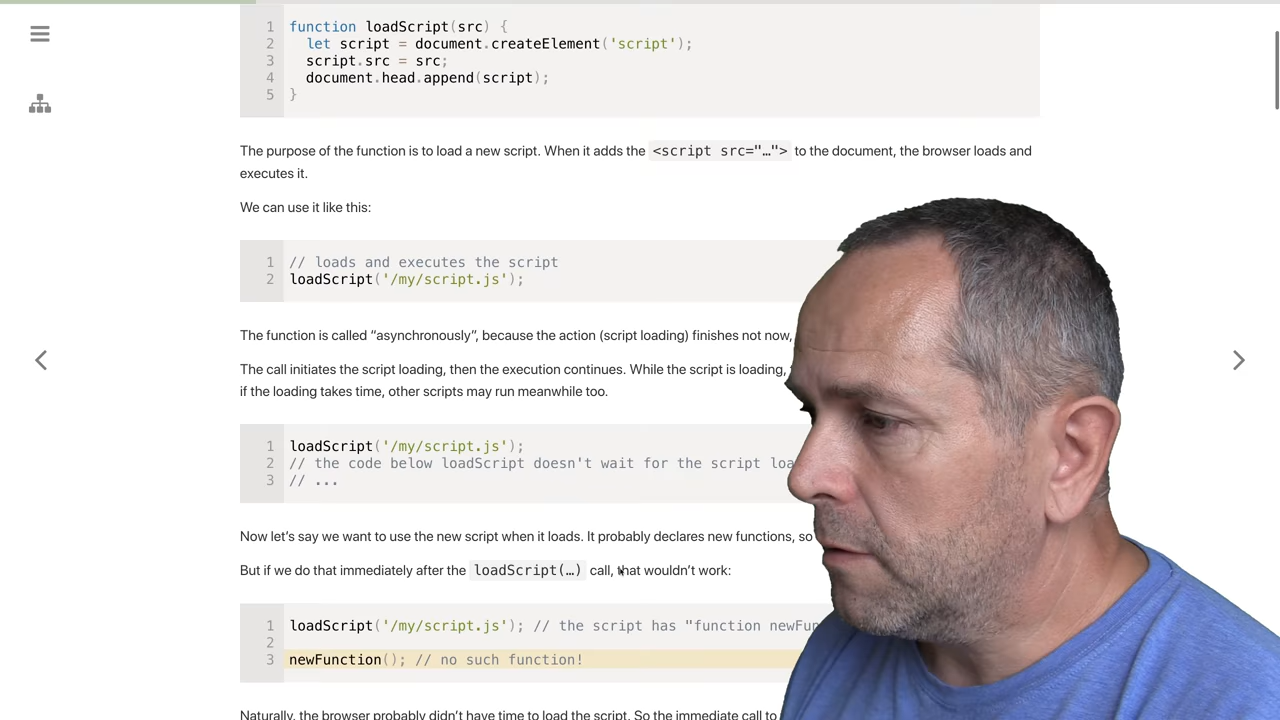 1 function loadScript(src) {
2 let script = document.createElement('script');
3 script.src = src;
4 document.head.append(script);
5 }
The purpose of the function is to load a new script. When it adds the <script src="…"> to the document, the browser loads and
executes it.
We can use it like this:
1 // loads and executes the script
2 loadScript('/my/script.js');
The function is called “asynchronously”, because the action (script loading) finishes not now,
The call initiates the script loading, then the execution continues. While the script is loading,
if the loading takes time, other scripts may run meanwhile too.
1 loadScript('/my/script.js');
2 // the code below loadScript doesn't wait for the script loa
3 // ...
Now let’s say we want to use the new script when it loads. It probably declares new functions, so
But if we do that immediately after the loadScript(…) call, that wouldn’t work:
1 loadScript('/my/script.js'); // the script has "function newFun
2
3 newFunction(); // no such function!
Naturally, the browser probably didn’t have time to load the script. So the immediate call to